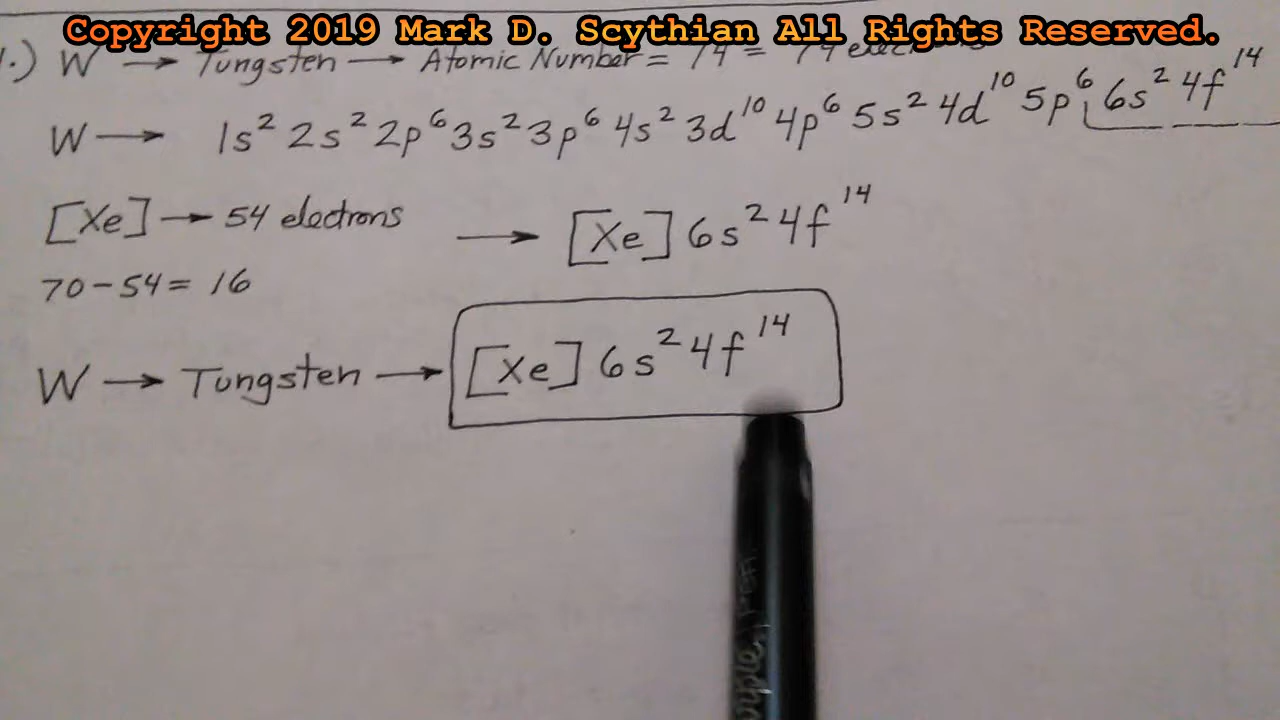 Copyright 2019 Mark D. Scythian All Rights Reserved.
1.) W → Tungsten → Atomic Number = 74 = 74
W → 1s² 2s² 2p⁶ 3s² 3p⁶ 4s² 3d¹⁰ 4p⁶ 5s² 4d¹⁰ 5p⁶ 6s² 4f¹⁴
[Xe] → 54 electrons → [Xe] 6s² 4f¹⁴
70 - 54 = 16
W → Tungsten → [Xe] 6s² 4f¹⁴